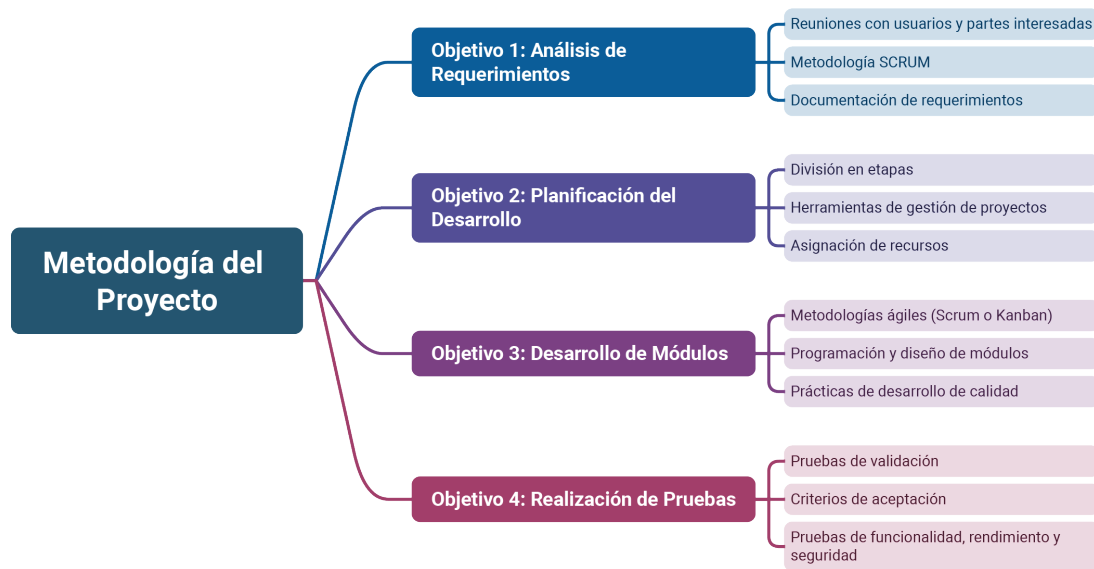 Metodología del
Proyecto
Objetivo 1: Análisis de
Requerimientos
Reuniones con usuarios y partes interesadas
Metodología SCRUM
Documentación de requerimientos
Objetivo 2: Planificación del
Desarrollo
División en etapas
Herramientas de gestión de proyectos
Asignación de recursos
Objetivo 3: Desarrollo de Módulos
Metodologías ágiles (Scrum o Kanban)
Programación y diseño de módulos
Prácticas de desarrollo de calidad
Objetivo 4: Realización de Pruebas
Pruebas de validación
Criterios de aceptación
Pruebas de funcionalidad, rendimiento y
seguridad